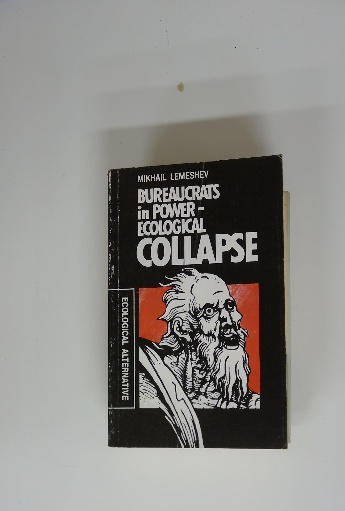 MIKHAIL LEMESHEV
BUREAUCRATS
in POWER –
ECOLOGICAL
COLLAPSE
ECOLOGICAL ALTERNATIVE